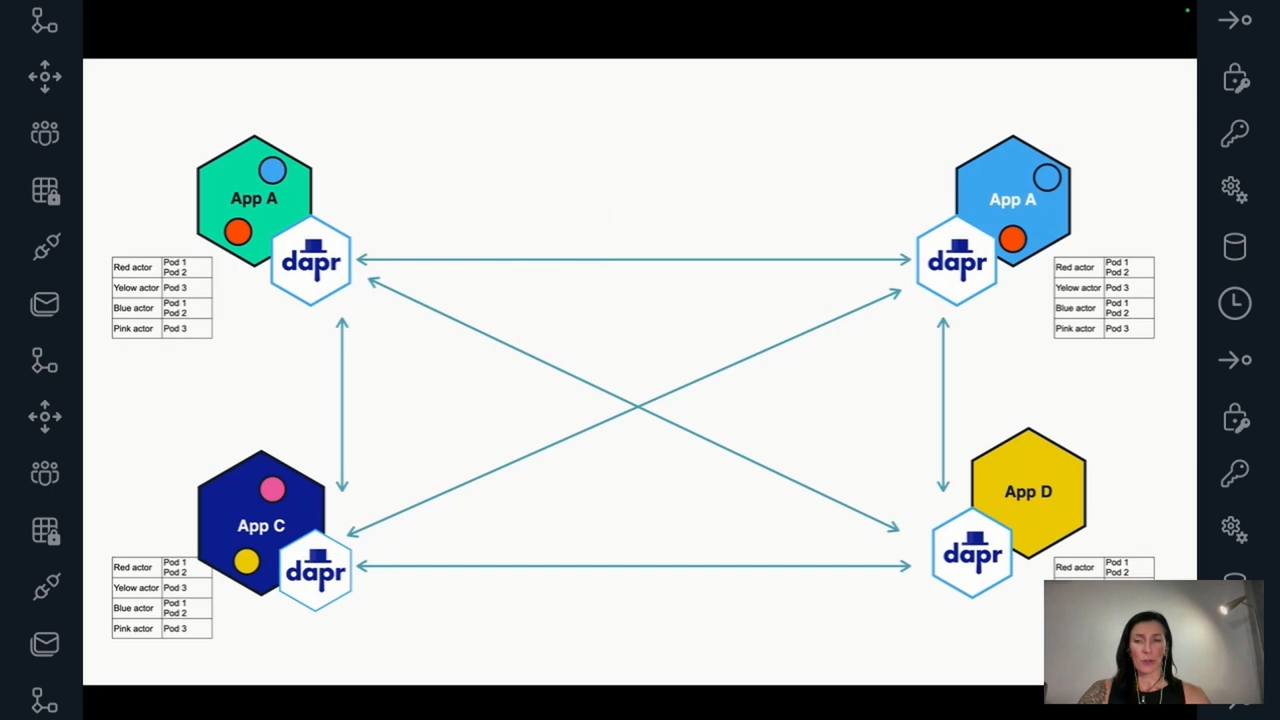 App A
App A
dapr
dapr
Red actor Pod 1
Pod 2
Yelow actor Pod 3
Blue actor Pod 1
Pod 2
Pink actor Pod 3
Red actor Pod 1
Pod 2
Yelow actor Pod 3
Blue actor Pod 1
Pod 2
Pink actor Pod 3
App C
App D
dapr
dapr
Red actor Pod 1
Pod 2
Yelow actor Pod 3
Blue actor Pod 1
Pod 2
Pink actor Pod 3
Red actor Pod 1
Pod 2